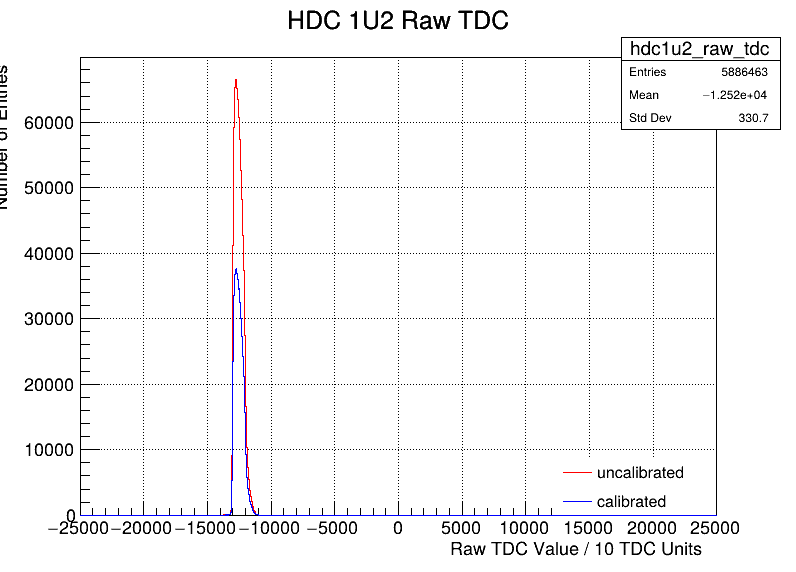 HDC 1U2 Raw TDC
hdc1u2_raw_tdc
Entries 5886463
Mean −1.252e+04
Std Dev 330.7
Number of Entries
60000
50000
40000
30000
20000
10000
0
−25000 −20000 −15000 −10000 −5000 0 5000 10000 15000 20000 25000
Raw TDC Value / 10 TDC Units
uncalibrated
calibrated